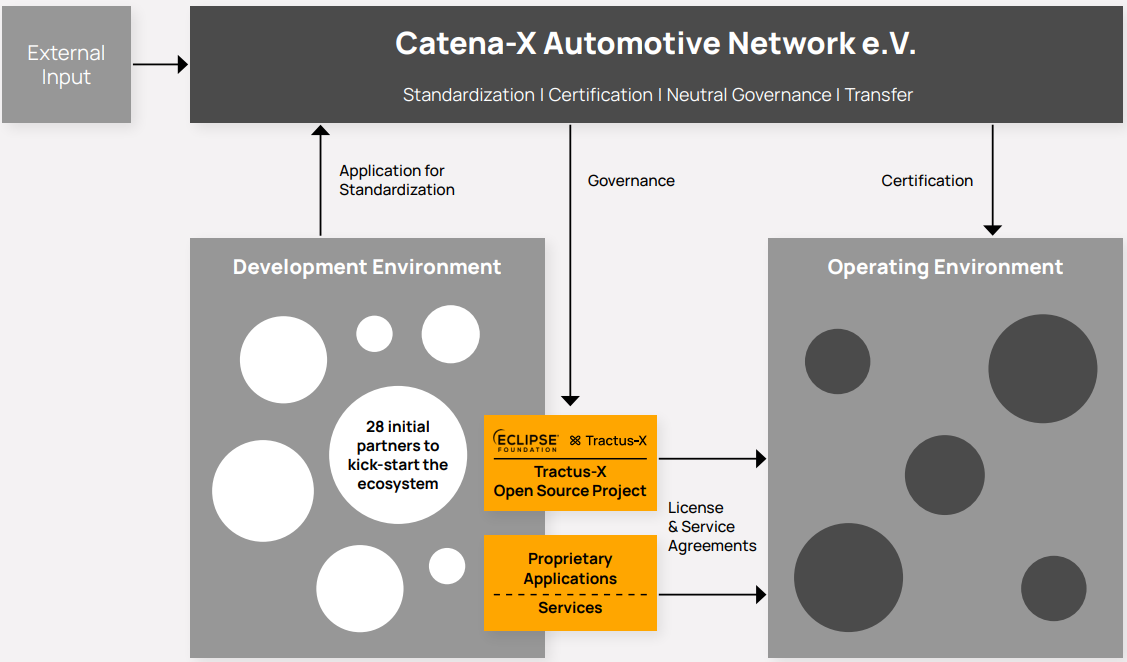 External
Input
Catena-X Automotive Network e.V.
Standardization | Certification | Neutral Governance | Transfer
Application for
Standardization
Governance
Certification
Development Environment
28 initial
partners to
kick-start the
ecosystem
ECLIPSE
FOUNDATION
Tractus-X
Tractus-X
Open Source Project
License
& Service
Agreements
Proprietary
Applications
Services
Operating Environment